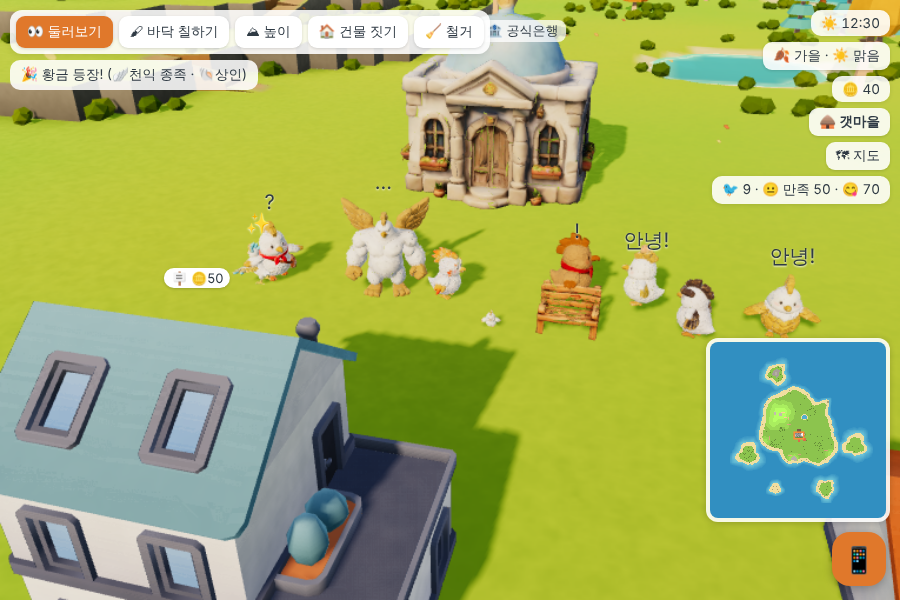 👀 둘러보기
🖌 바다 칠하기
⛰ 높이
🏠 건물 짓기
🧹 철거
🏦 공식은행
☀️ 12:30
🎉 황금 등장! (🪽천익 종족 · 🐚상인)
🍂 가을 · ☀️ 맑음
🪙 40
🛖 갯마을
🗺 지도
🐦 9 · 😐 만족 50 · 😋 70
?
...
!
안녕!
안녕!
🪧 🪙50